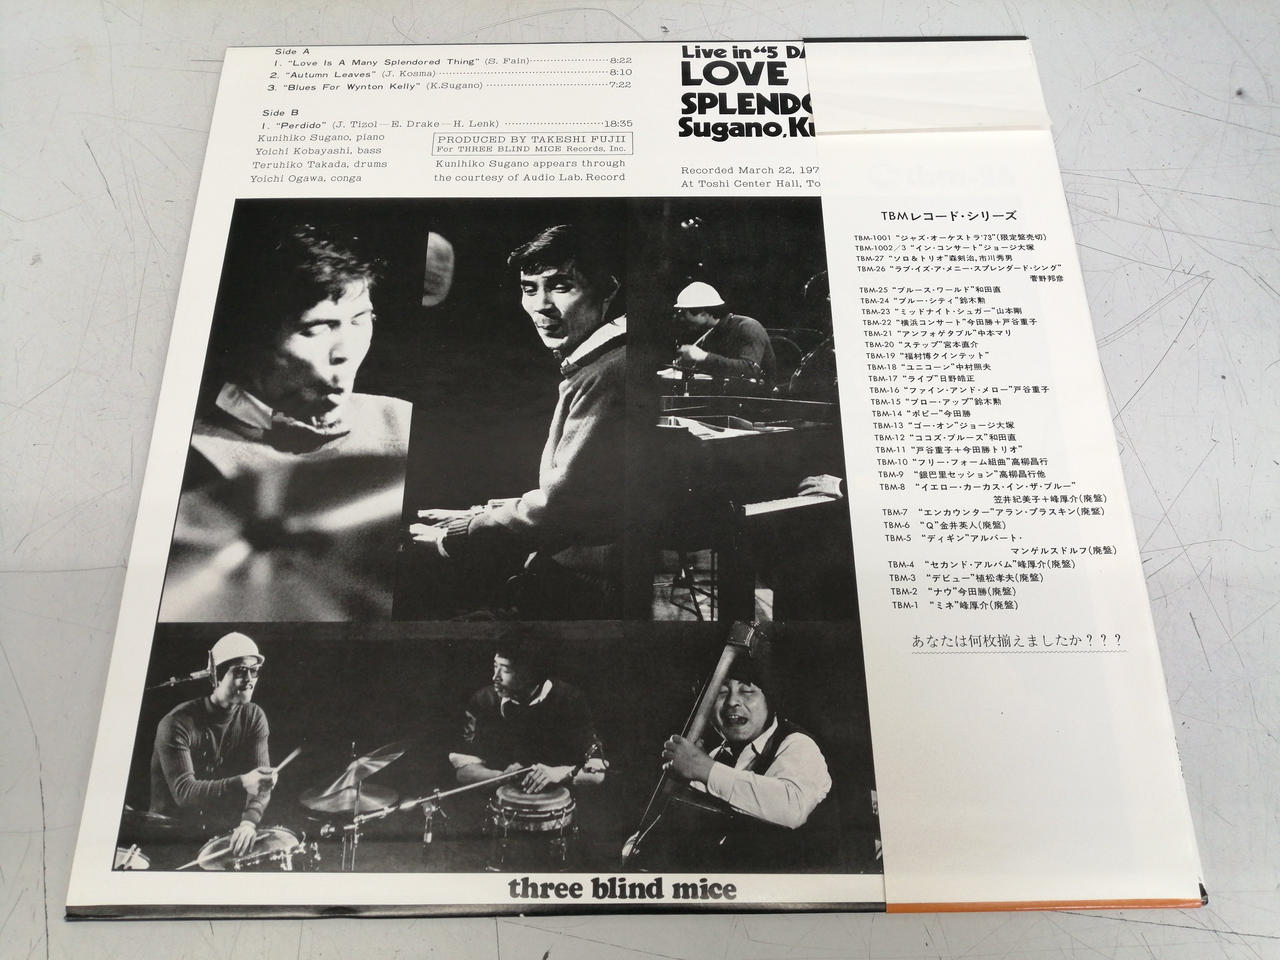 Side A
1. "Love Is A Many Splendored Thing" (S. Fain)··················8:22
2. "Autumn Leaves" (J. Kosma)··················8:10
3. "Blues For Wynton Kelly" (K.Sugano)··················7:22
Side B
1. "Perdido" (J. Tizol—E. Drake—H. Lenk)··················18:35
Kunihiko Sugano, piano
Yoichi Kobayashi, bass
Teruhiko Takada, drums
Yoichi Ogawa, conga
PRODUCED BY TAKESHI FUJII
For THREE BLIND MICE Records, Inc.
Kunihiko Sugano appears through
the courtesy of Audio Lab. Record
Live in "5 DA
LOVE
SPLENDO
Sugano, Ku
Recorded March 22, 197
At Toshi Center Hall, To
TBMレコード・シリーズ
TBM-1001 "ジャズ・オーケストラ'73"(限定盤売切)
TBM-1002/3 "イン・コンサート"ジョージ大塚
TBM-27 "ソロ&トリオ"森剣治,市川秀男
TBM-26 "ラブ・イズ・ア・メニー・スプレンダード・シング"
菅野邦彦
TBM-25 "ブルース・ワールド"和田直
TBM-24 "ブルー・シティ"鈴木勲
TBM-23 "ミッドナイト・シュガー"山本剛
TBM-22 "横浜コンサート"今田勝+戸谷重子
TBM-21 "アンフォゲタブル"中本マリ
TBM-20 "ステップ"宮本直介
TBM-19 "福村博クインテット"
TBM-18 "ユニコーン"中村照夫
TBM-17 "ライブ"日野皓正
TBM-16 "ファイン・アンド・メロー"戸谷重子
TBM-15 "ブロー・アップ"鈴木勲
TBM-14 "ポピー"今田勝
TBM-13 "ゴー・オン"ジョージ大塚
TBM-12 "ココズ・ブルース"和田直
TBM-11 "戸谷重子+今田勝トリオ"
TBM-10 "フリー・フォーム組曲"高柳昌行
TBM-9 "銀巴里セッション"高柳昌行他
TBM-8 "イエロー・カーカス・イン・ザ・ブルー"
笠井紀美子+峰厚介(廃盤)
TBM-7 "エンカウンター"アラン・プラスキン(廃盤)
TBM-6 "Q"金井英人(廃盤)
TBM-5 "ディギン"アルバート・
マンゲルスドルフ(廃盤)
TBM-4 "セカンド・アルバム"峰厚介(廃盤)
TBM-3 "デビュー"植松孝夫(廃盤)
TBM-2 "ナウ"今田勝(廃盤)
TBM-1 "ミネ"峰厚介(廃盤)
あなたは何枚揃えましたか???
three blind mice